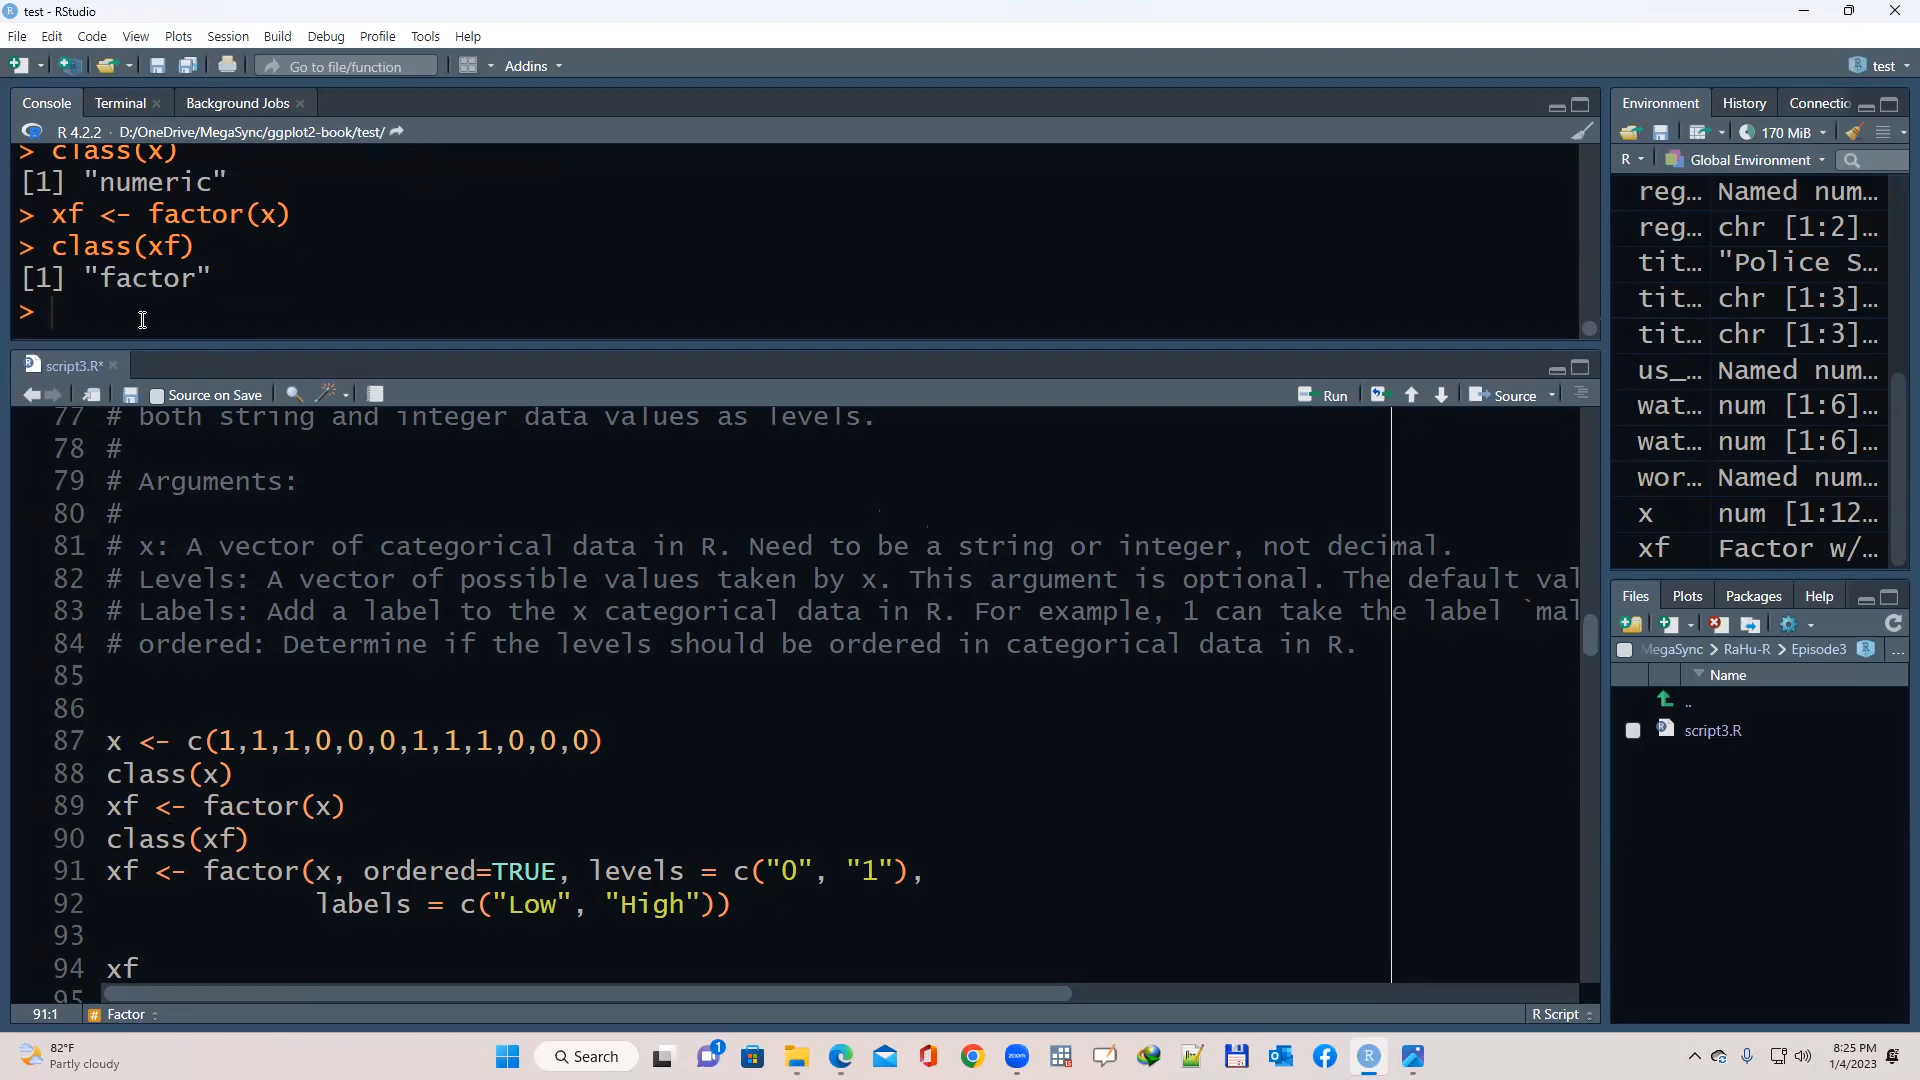 test - RStudio
File Edit Code View Plots Session Build Debug Profile Tools Help
Go to file/function Addins test
Console Terminal Background Jobs
R 4.2.2 · D:/OneDrive/MegaSync/ggplot2-book/test/
> class(x)
[1] "numeric"
> xf <- factor(x)
> class(xf)
[1] "factor"
>
script3.R*
Source on Save Run Source
77 # both string and integer data values as levels.
78 #
79 # Arguments:
80 #
81 # x: A vector of categorical data in R. Need to be a string or integer, not decimal.
82 # Levels: A vector of possible values taken by x. This argument is optional. The default val
83 # Labels: Add a label to the x categorical data in R. For example, 1 can take the label `mal
84 # ordered: Determine if the levels should be ordered in categorical data in R.
85
86
87 x <- c(1,1,1,0,0,0,1,1,1,0,0,0)
88 class(x)
89 xf <- factor(x)
90 class(xf)
91 xf <- factor(x, ordered=TRUE, levels = c("0", "1"),
92 labels = c("Low", "High"))
93
94 xf
95
91:1 # Factor R Script
Environment History Connectio
170 MiB
R Global Environment
reg... Named num...
reg... chr [1:2]...
tit... "Police S...
tit... chr [1:3]...
tit... chr [1:3]...
us_... Named num...
wat... num [1:6]...
wat... num [1:6]...
wor... Named num...
x num [1:12...
xf Factor w/...
Files Plots Packages Help
MegaSync > RaHu-R > Episode3 ...
Name
..
script3.R
82°F
Partly cloudy
Search
1
zoom
8:25 PM
1/4/2023